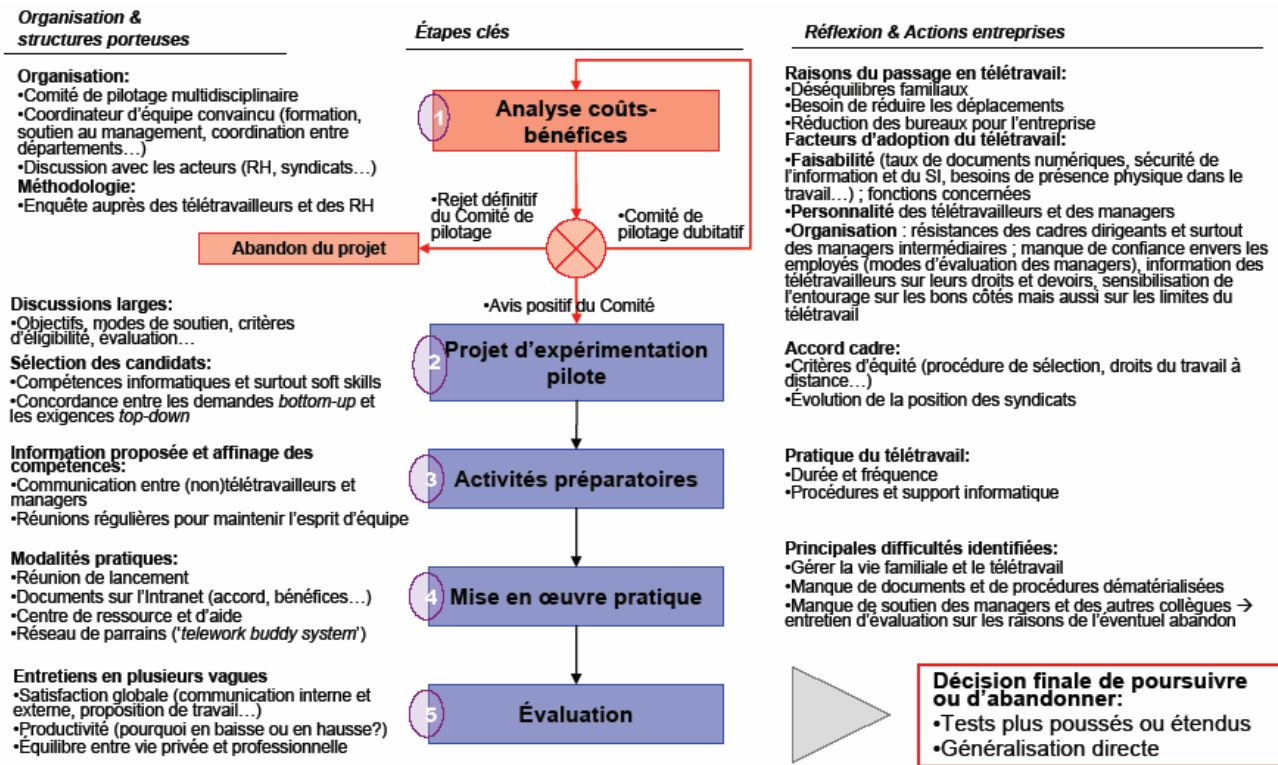 Organisation &
structures porteuses
Étapes clés
Réflexion & Actions entreprises
Organisation:
•Comité de pilotage multidisciplinaire
•Coordinateur d'équipe convaincu (formation,
soutien au management, coordination entre
départements…)
•Discussion avec les acteurs (RH, syndicats…)
Méthodologie:
•Enquête auprès des télétravailleurs et des RH
1
Analyse coûts-
bénéfices
•Rejet définitif
du Comité de
pilotage
•Comité de
pilotage dubitatif
Abandon du projet
•Avis positif du Comité
Raisons du passage en télétravail:
•Déséquilibres familiaux
•Besoin de réduire les déplacements
•Réduction des bureaux pour l'entreprise
Facteurs d'adoption du télétravail:
•Faisabilité (taux de documents numériques, sécurité de
l'information et du SI, besoins de présence physique dans le
travail…) ; fonctions concernées
•Personnalité des télétravailleurs et des managers
•Organisation : résistances des cadres dirigeants et surtout
des managers intermédiaires ; manque de confiance envers les
employés (modes d'évaluation des managers), information des
télétravailleurs sur leurs droits et devoirs, sensibilisation de
l'entourage sur les bons côtés mais aussi sur les limites du
télétravail
Discussions larges:
•Objectifs, modes de soutien, critères
d'éligibilité, évaluation…
Sélection des candidats:
•Compétences informatiques et surtout soft skills
•Concordance entre les demandes bottom-up et
les exigences top-down
2
Projet d'expérimentation
pilote
Accord cadre:
•Critères d'équité (procédure de sélection, droits du travail à
distance…)
•Évolution de la position des syndicats
Information proposée et affinage des
compétences:
•Communication entre (non)télétravailleurs et
managers
•Réunions régulières pour maintenir l'esprit d'équipe
3
Activités préparatoires
Pratique du télétravail:
•Durée et fréquence
•Procédures et support informatique
Modalités pratiques:
•Réunion de lancement
•Documents sur l'Intranet (accord, bénéfices…)
•Centre de ressource et d'aide
•Réseau de parrains ('telework buddy system')
4
Mise en œuvre pratique
Principales difficultés identifiées:
•Gérer la vie familiale et le télétravail
•Manque de documents et de procédures dématérialisées
•Manque de soutien des managers et des autres collègues →
entretien d'évaluation sur les raisons de l'éventuel abandon
Entretiens en plusieurs vagues
•Satisfaction globale (communication interne et
externe, proposition de travail…)
•Productivité (pourquoi en baisse ou en hausse?)
•Équilibre entre vie privée et professionnelle
5
Évaluation
Décision finale de poursuivre
ou d'abandonner:
•Tests plus poussés ou étendus
•Généralisation directe